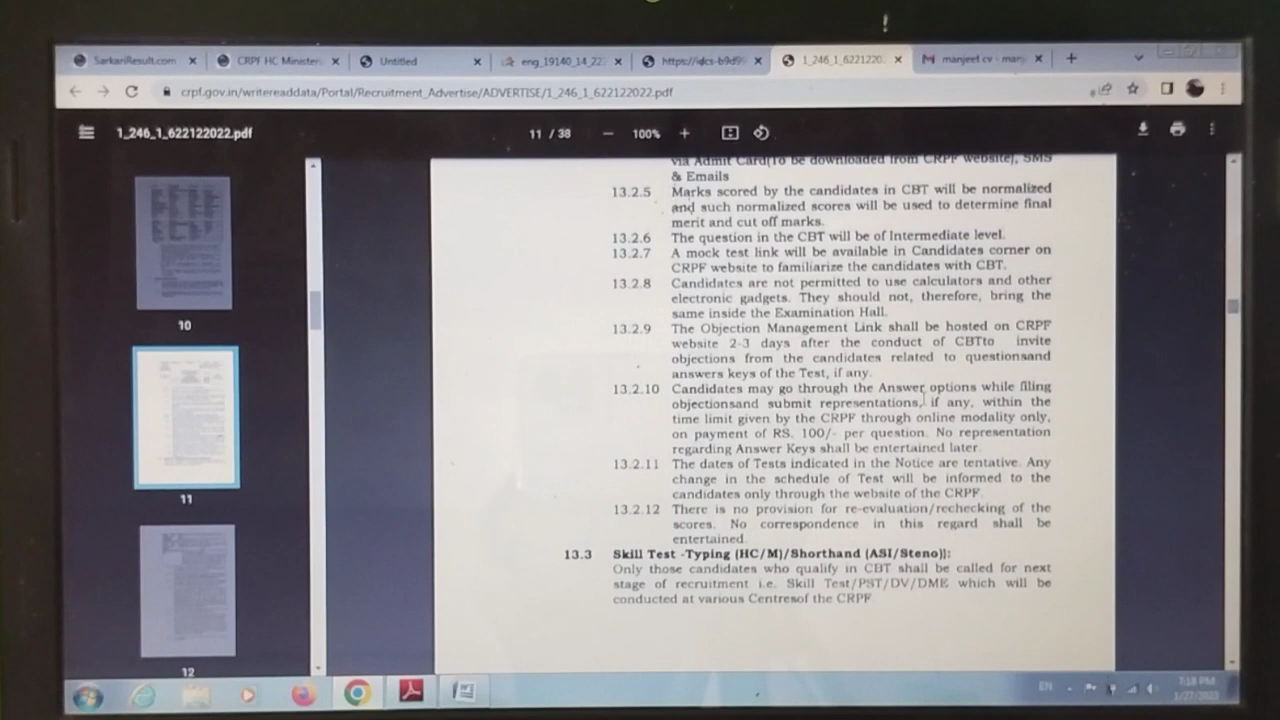 SarkariResult.com
CRPF HC Minister
Untitled
eng_19140_14_22
https://idcs-b9d9
1_246_1_6221220
manjeet cv - man
crpf.gov.in/writereaddata/Portal/Recruitment_Advertise/ADVERTISE/1_246_1_622122022.pdf
1_246_1_622122022.pdf
11 / 38
100%
via Admit Card(To be downloaded from CRPF website), SMS
& Emails
13.2.5 Marks scored by the candidates in CBT will be normalized
and such normalized scores will be used to determine final
merit and cut off marks.
13.2.6 The question in the CBT will be of Intermediate level.
13.2.7 A mock test link will be available in Candidates corner on
CRPF website to familiarize the candidates with CBT.
13.2.8 Candidates are not permitted to use calculators and other
electronic gadgets. They should not, therefore, bring the
same inside the Examination Hall.
13.2.9 The Objection Management Link shall be hosted on CRPF
website 2-3 days after the conduct of CBTto invite
objections from the candidates related to questionsand
answers keys of the Test, if any.
13.2.10 Candidates may go through the Answer options while filing
objectionsand submit representations, if any, within the
time limit given by the CRPF through online modality only,
on payment of RS. 100/- per question. No representation
regarding Answer Keys shall be entertained later.
13.2.11 The dates of Tests indicated in the Notice are tentative. Any
change in the schedule of Test will be informed to the
candidates only through the website of the CRPF.
13.2.12 There is no provision for re-evaluation/rechecking of the
scores. No correspondence in this regard shall be
entertained.
13.3 Skill Test -Typing (HC/M)/Shorthand (ASI/Steno)]:
Only those candidates who qualify in CBT shall be called for next
stage of recruitment i.e. Skill Test/PST/DV/DME which will be
conducted at various Centresof the CRPF.
10
11
12
EN
7:18 PM
1/27/2023